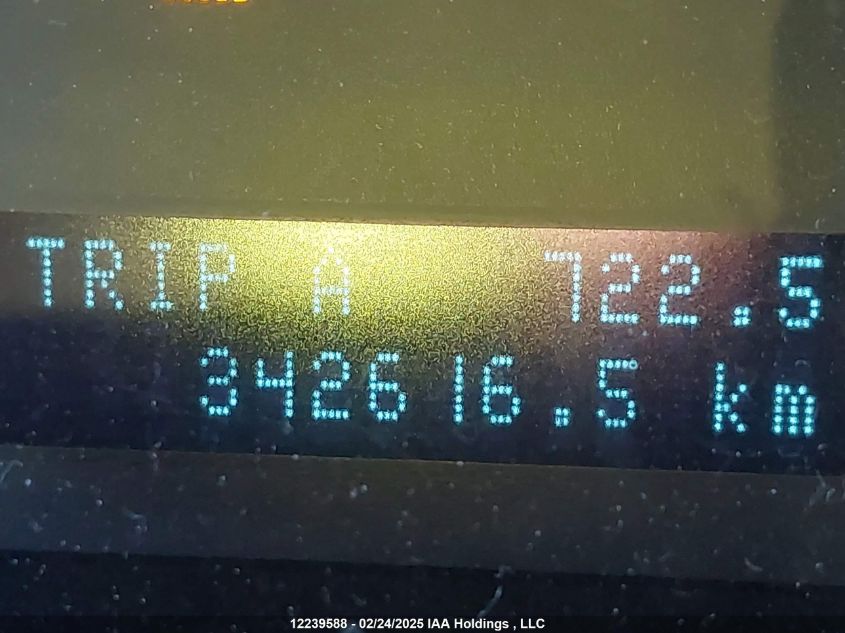 TRIP A 722.5
342616.5 km
12239588 - 02/24/2025 IAA Holdings , LLC